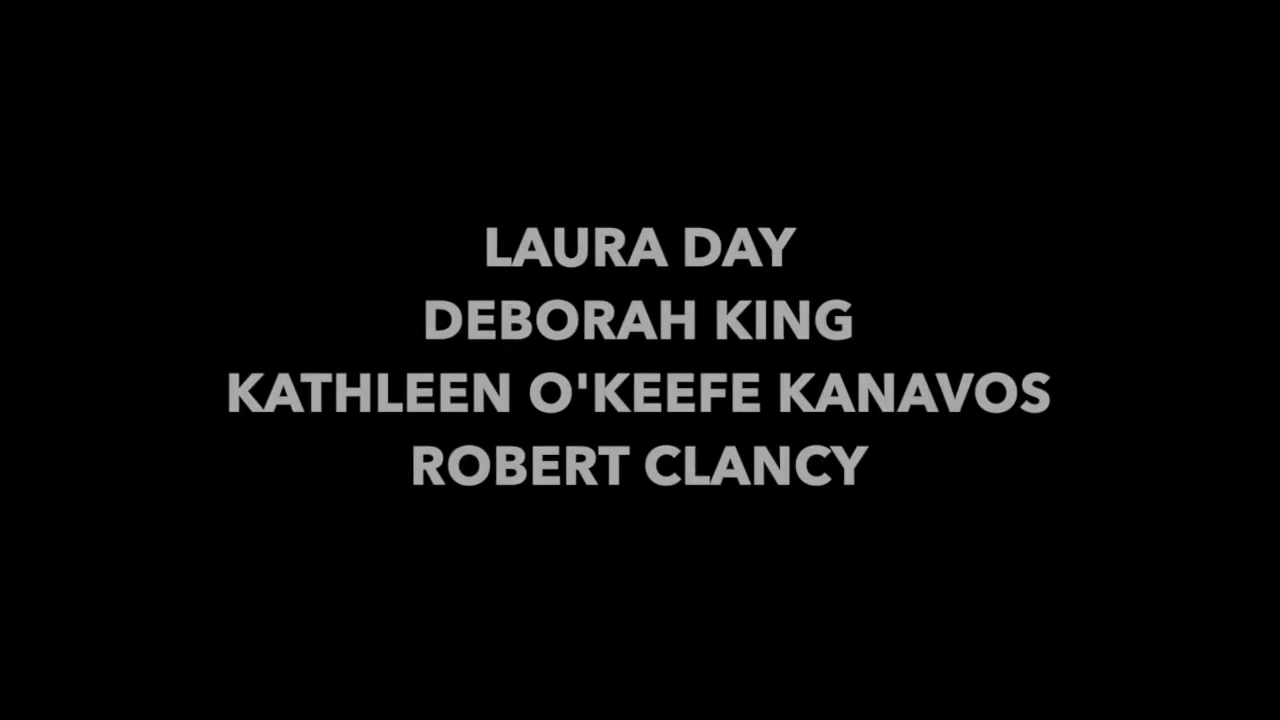 LAURA DAY
DEBORAH KING
KATHLEEN O'KEEFE KANAVOS
ROBERT CLANCY